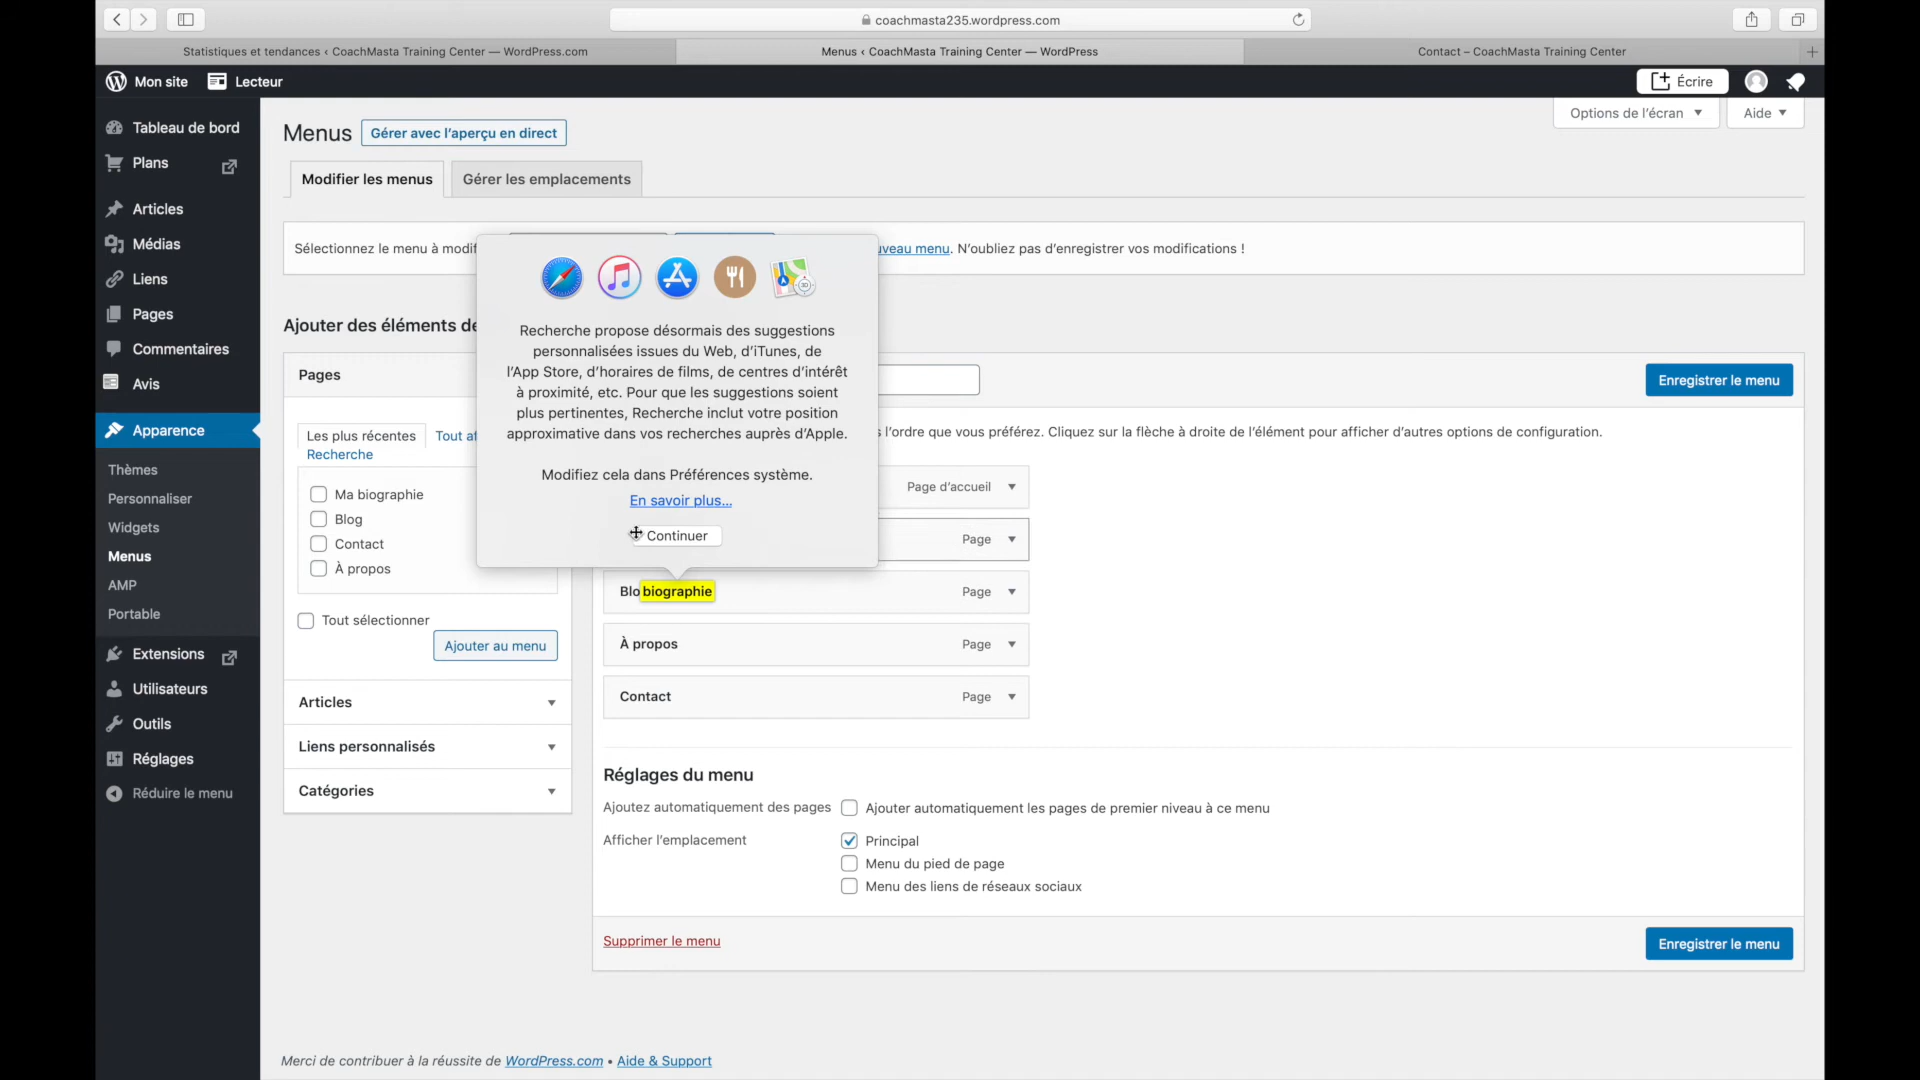 coachmasta235.wordpress.com
Statistiques et tendances ‹ CoachMasta Training Center — WordPress.com
Menus ‹ CoachMasta Training Center — WordPress
Contact – CoachMasta Training Center
Mon site
Lecteur
Écrire
Tableau de bord
Plans
Articles
Médias
Liens
Pages
Commentaires
Avis
Apparence
Thèmes
Personnaliser
Widgets
Menus
AMP
Portable
Extensions
Utilisateurs
Outils
Réglages
Réduire le menu
Options de l'écran
Aide
Menus
Gérer avec l'aperçu en direct
Modifier les menus
Gérer les emplacements
Sélectionnez le menu à modif
uveau menu. N'oubliez pas d'enregistrer vos modifications !
Ajouter des éléments de
Pages
Les plus récentes
Tout af
Recherche
Ma biographie
Blog
Contact
À propos
Tout sélectionner
Ajouter au menu
Articles
Liens personnalisés
Catégories
Recherche propose désormais des suggestions
personnalisées issues du Web, d'iTunes, de
l'App Store, d'horaires de films, de centres d'intérêt
à proximité, etc. Pour que les suggestions soient
plus pertinentes, Recherche inclut votre position
approximative dans vos recherches auprès d'Apple.
Modifiez cela dans Préférences système.
En savoir plus...
Continuer
Enregistrer le menu
l'ordre que vous préférez. Cliquez sur la flèche à droite de l'élément pour afficher d'autres options de configuration.
Page d'accueil
Page
Blo biographie Page
À propos Page
Contact Page
Réglages du menu
Ajoutez automatiquement des pages
Ajouter automatiquement les pages de premier niveau à ce menu
Afficher l'emplacement
Principal
Menu du pied de page
Menu des liens de réseaux sociaux
Supprimer le menu
Enregistrer le menu
Merci de contribuer à la réussite de WordPress.com • Aide & Support